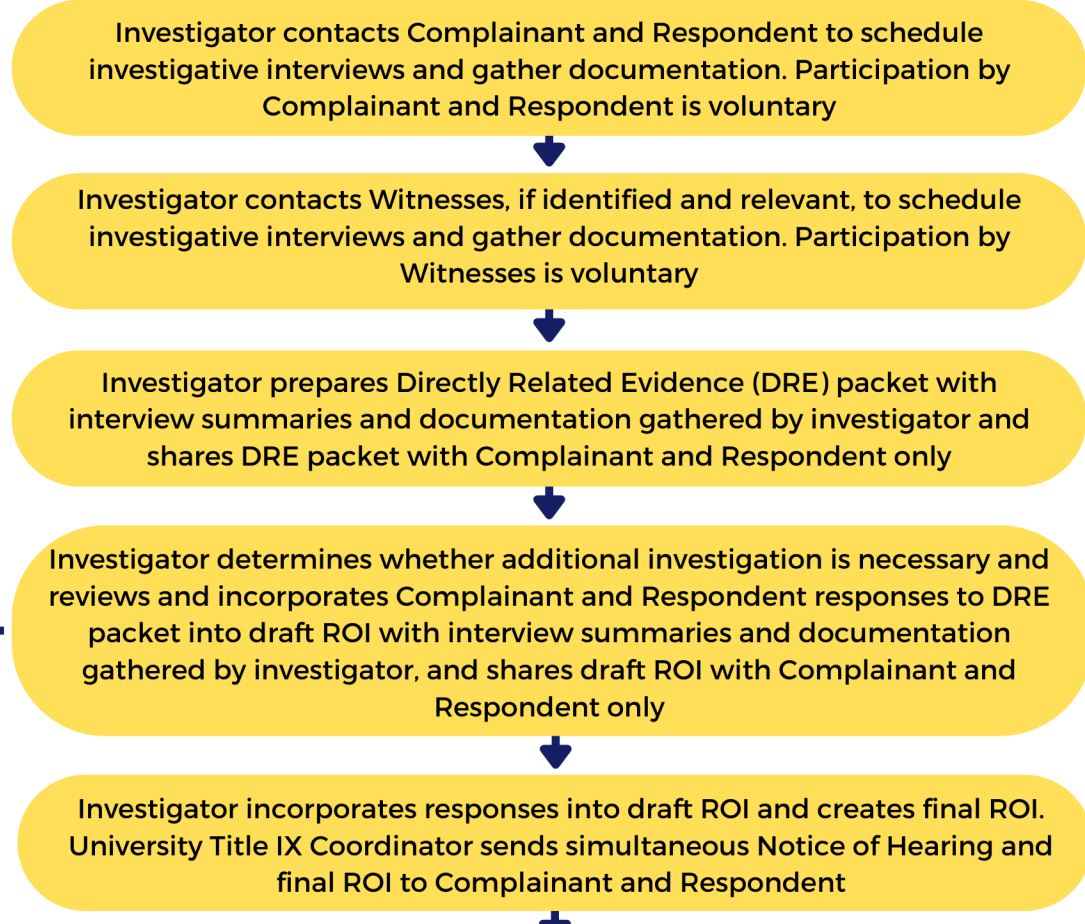 Investigator contacts Complainant and Respondent to schedule
investigative interviews and gather documentation. Participation by
Complainant and Respondent is voluntary
Investigator contacts Witnesses, if identified and relevant, to schedule
investigative interviews and gather documentation. Participation by
Witnesses is voluntary
Investigator prepares Directly Related Evidence (DRE) packet with
interview summaries and documentation gathered by investigator and
shares DRE packet with Complainant and Respondent only
Investigator determines whether additional investigation is necessary and
reviews and incorporates Complainant and Respondent responses to DRE
packet into draft ROI with interview summaries and documentation
gathered by investigator, and shares draft ROI with Complainant and
Respondent only
Investigator incorporates responses into draft ROI and creates final ROI.
University Title IX Coordinator sends simultaneous Notice of Hearing and
final ROI to Complainant and Respondent